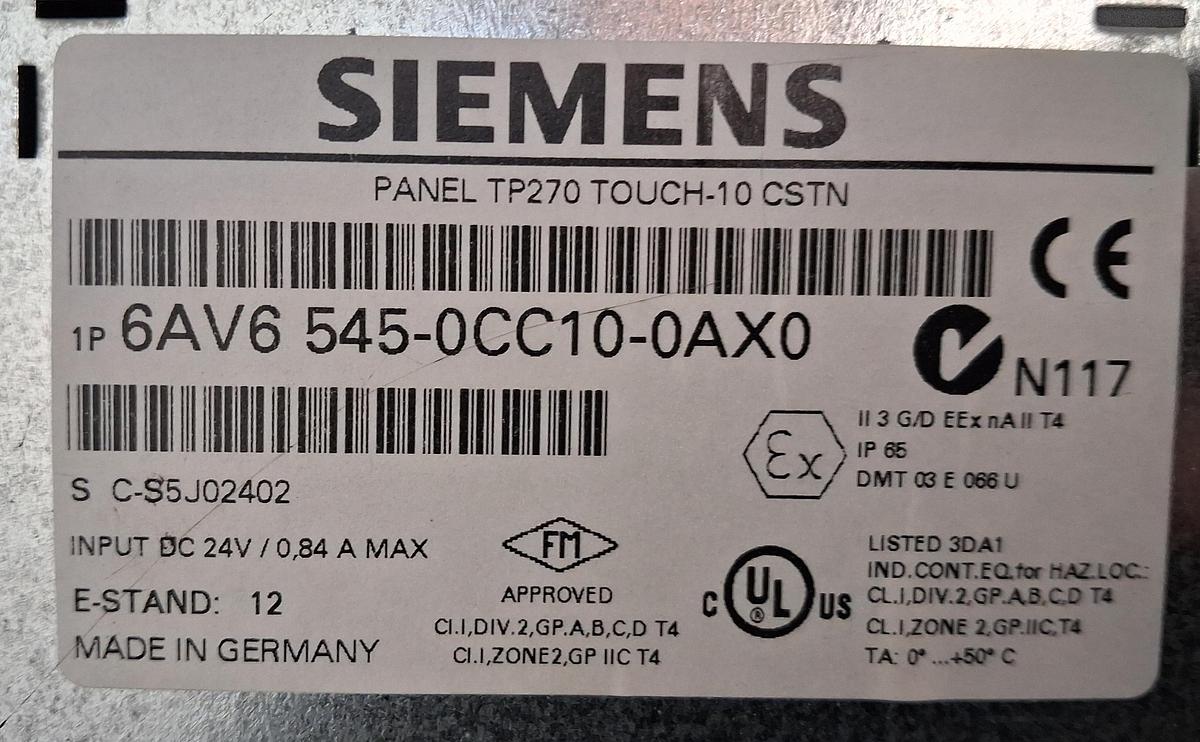 SIEMENS
PANEL TP270 TOUCH-10 CSTN
CE
1P 6AV6 545-0CC10-0AX0
N117
Ex
II 3 G/D EEx nA II T4
IP 65
DMT 03 E 066 U
S C-S5J02402
INPUT DC 24V / 0,84 A MAX
E-STAND: 12
MADE IN GERMANY
FM
APPROVED
Cl.I,DIV.2,GP.A,B,C,D T4
Cl.I,ZONE2,GP IIC T4
C UL ® US
LISTED 3DA1
IND.CONT.EQ.for HAZ.LOC.:
CL.I,DIV.2,GP.A,B,C,D T4
CL.I,ZONE 2,GP.IIC,T4
TA: 0° ...+50° C